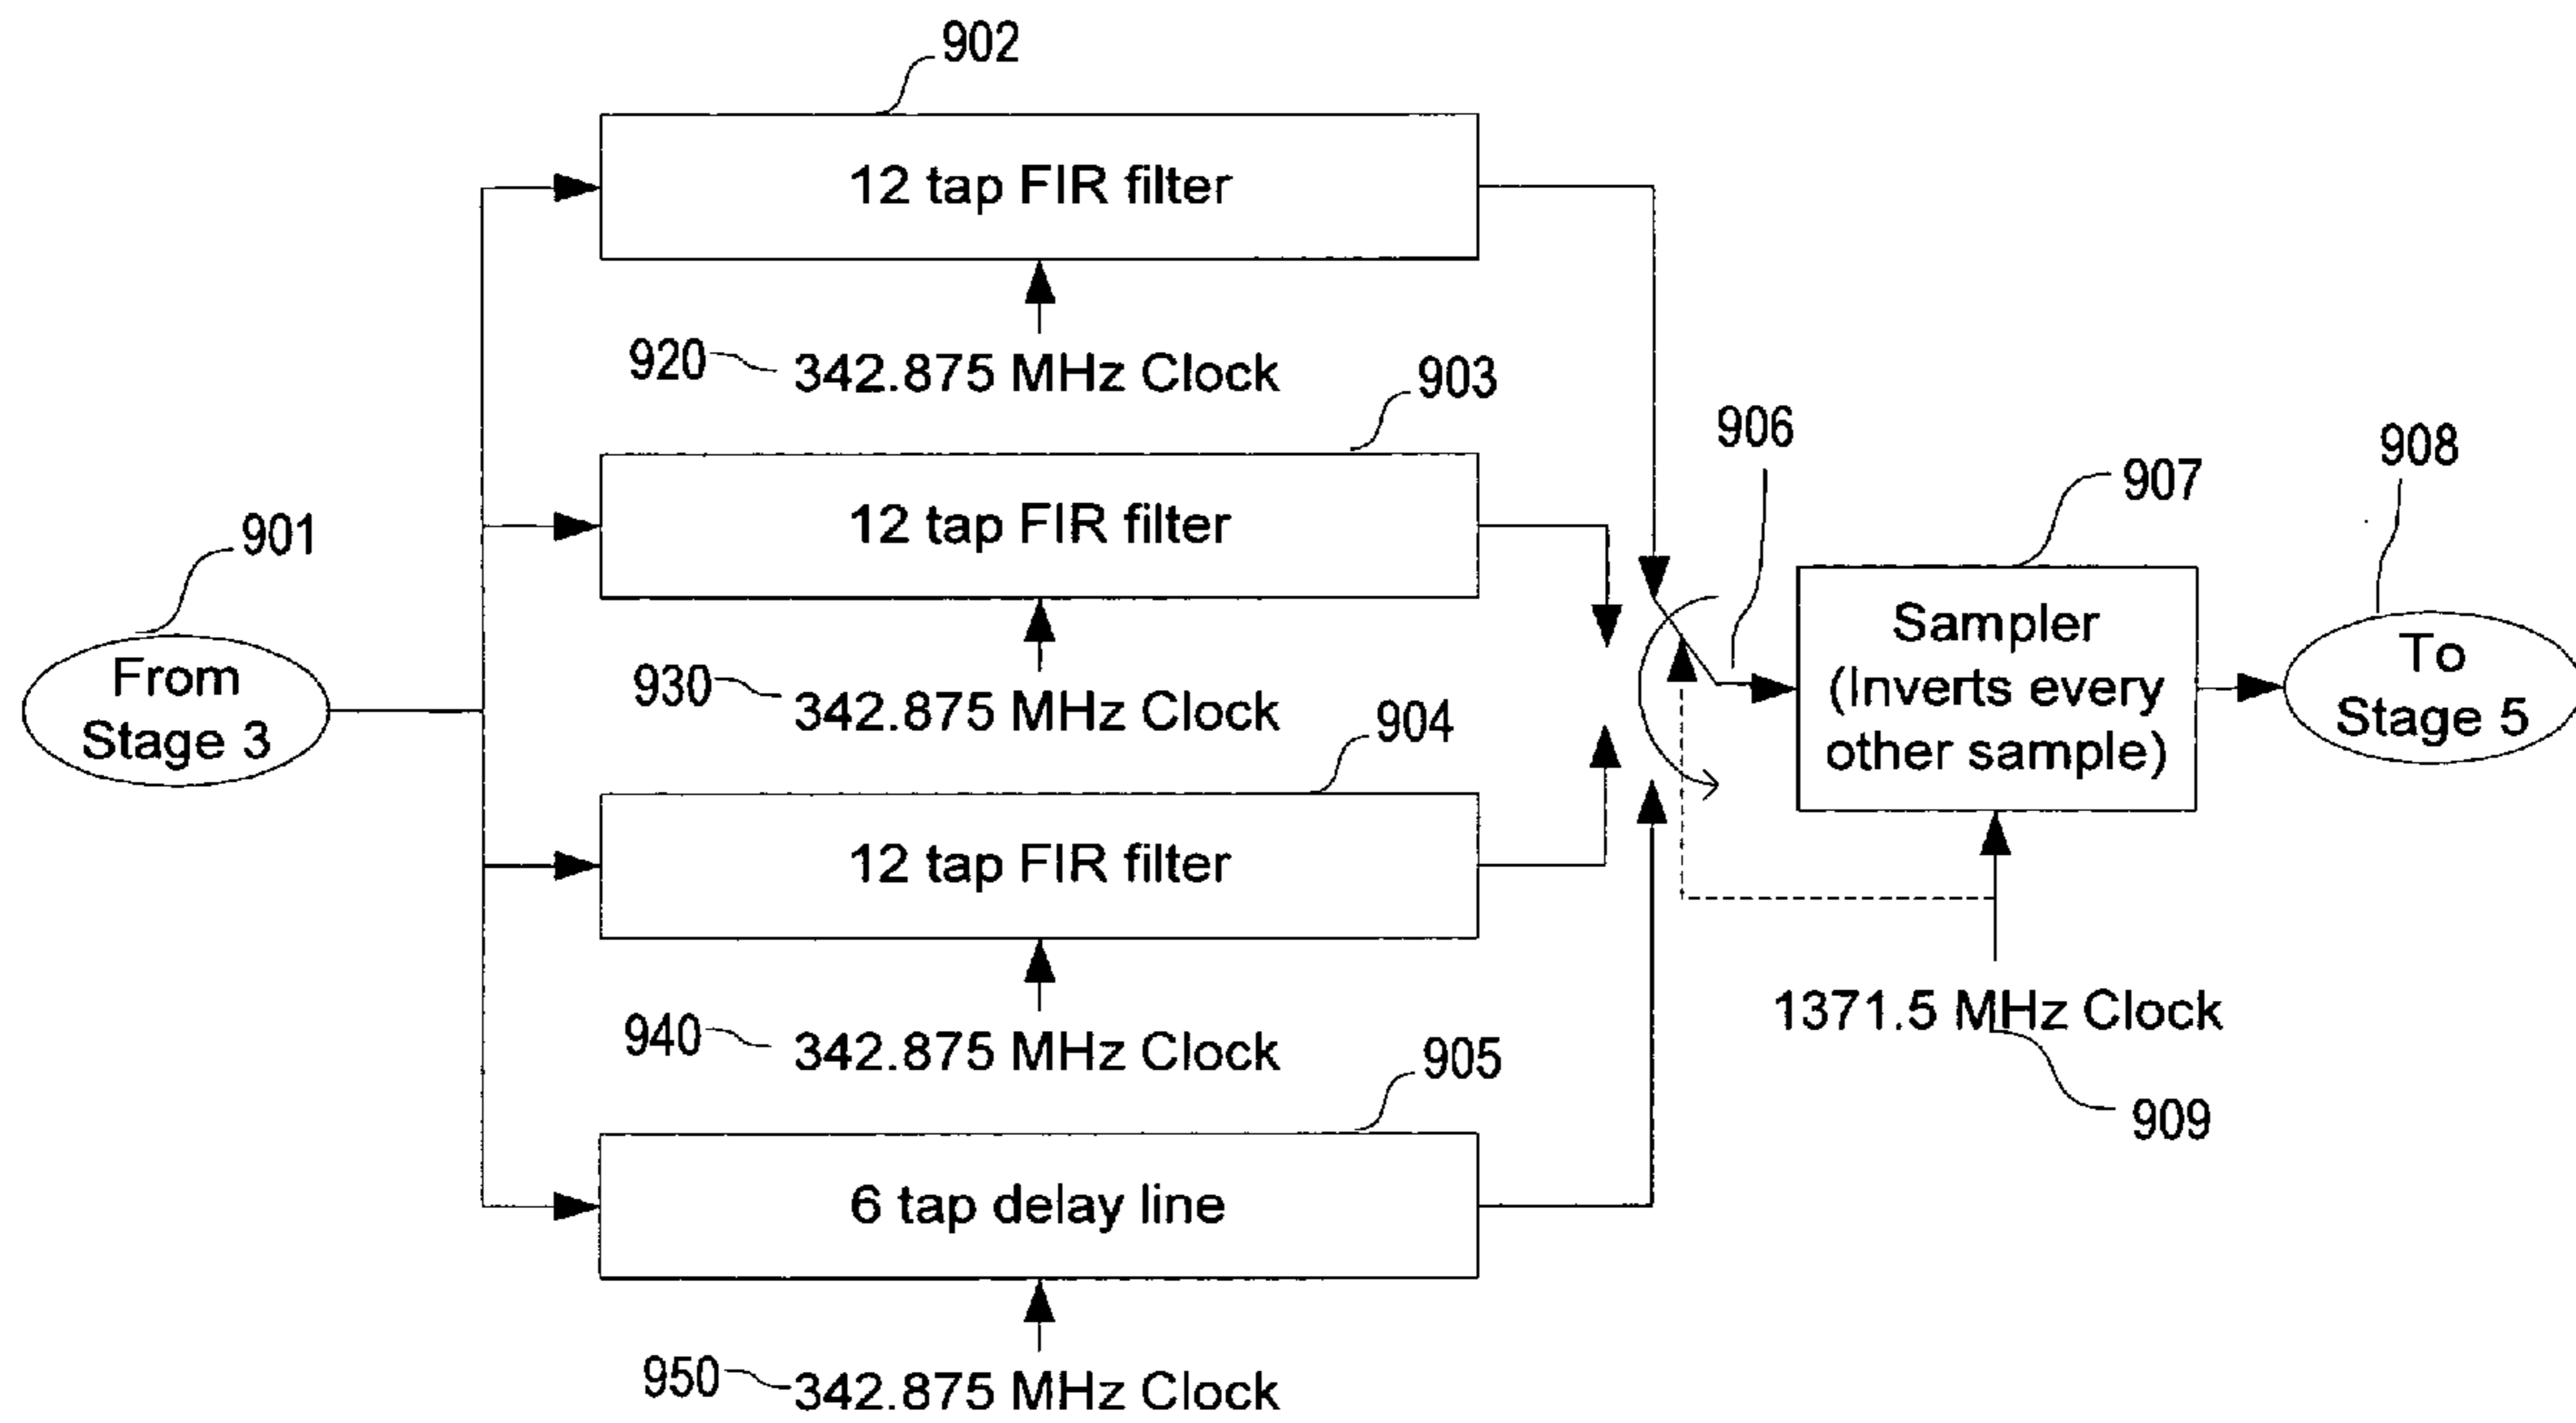 902
12 tap FIR filter
920
342.875 MHz Clock
903
12 tap FIR filter
930
342.875 MHz Clock
904
12 tap FIR filter
940
342.875 MHz Clock
905
6 tap delay line
950
342.875 MHz Clock
901
From
Stage 3
906
907
Sampler
(Inverts every
other sample)
908
To
Stage 5
1371.5 MHz Clock
909